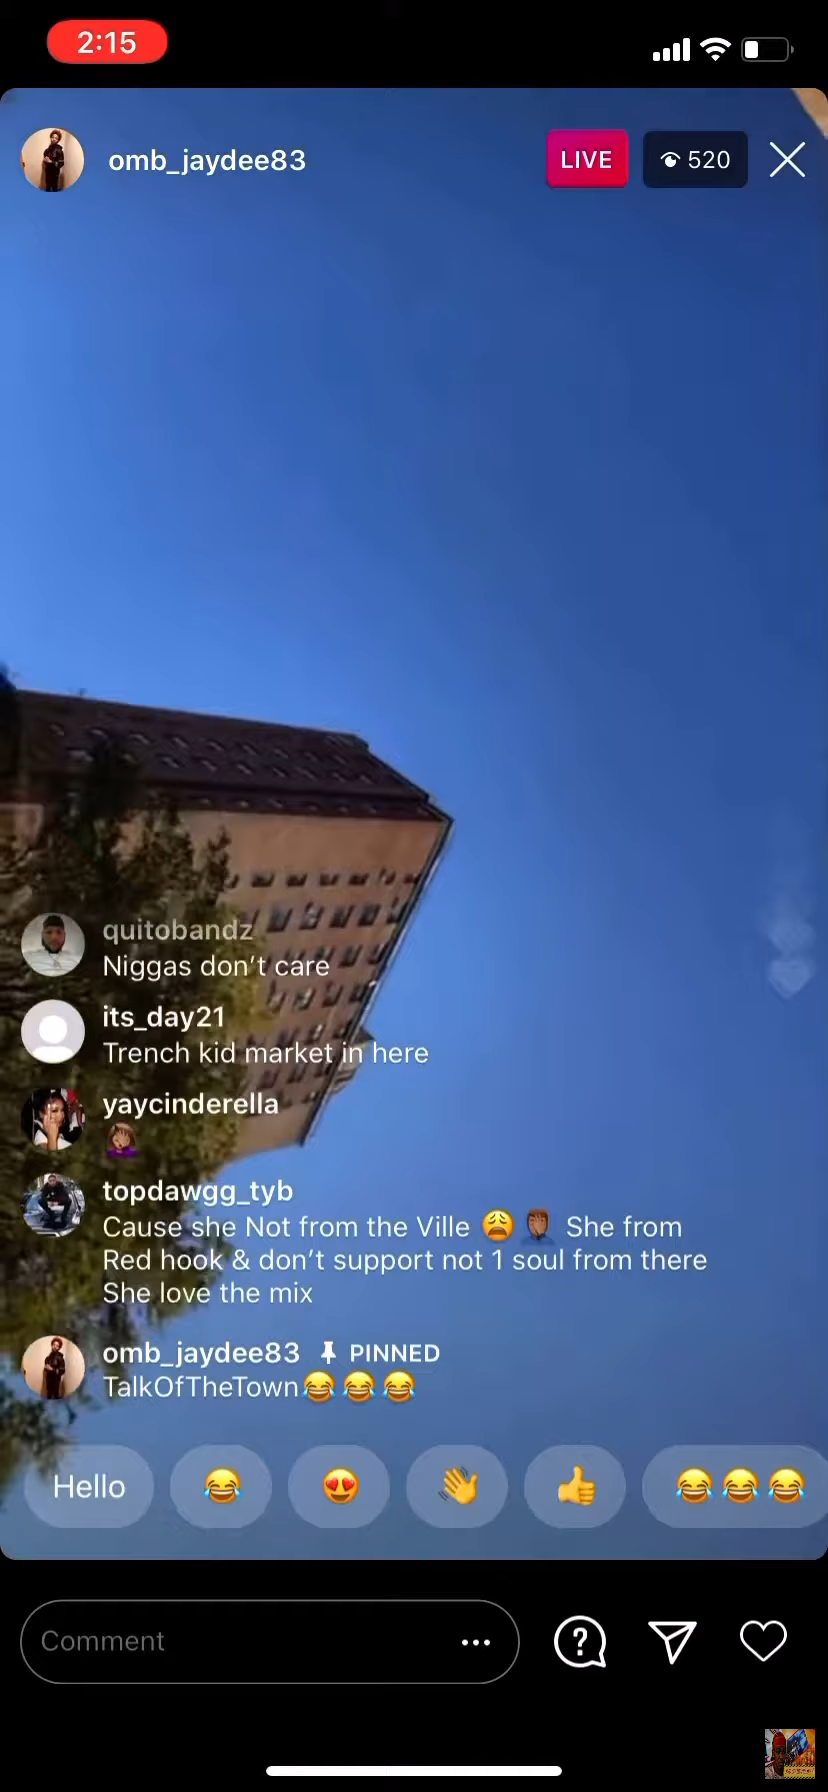 2:15
omb_jaydee83
LIVE
520
quitobandz
Niggas don't care
its_day21
Trench kid market in here
yaycinderella
🤦🏽‍♀️
topdawgg_tyb
Cause she Not from the Ville 😩 🤦🏾‍♂️ She from
Red hook & don't support not 1 soul from there
She love the mix
omb_jaydee83 📌 PINNED
TalkOfTheTown😂😂😂
Hello 😂 😍 👋 👍 😂😂😂
Comment